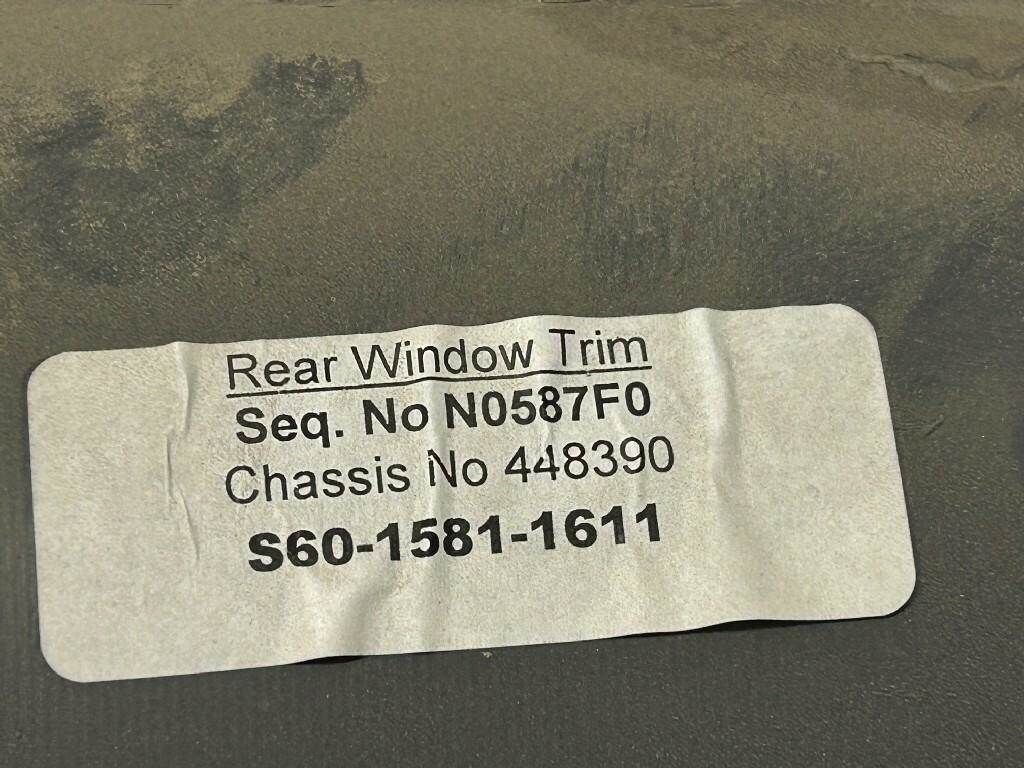 Rear Window Trim
Seq. No N0587F0
Chassis No 448390
S60-1581-1611